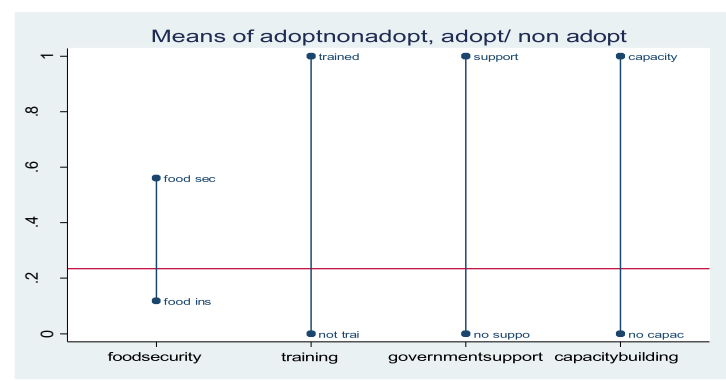 Means of adoptnonadopt, adopt/ non adopt
1
trained
support
capacity
.8
.6
food sec
.4
.2
food ins
0
not trai
no suppo
no capac
foodsecurity
training
governmentsupport
capacitybuilding